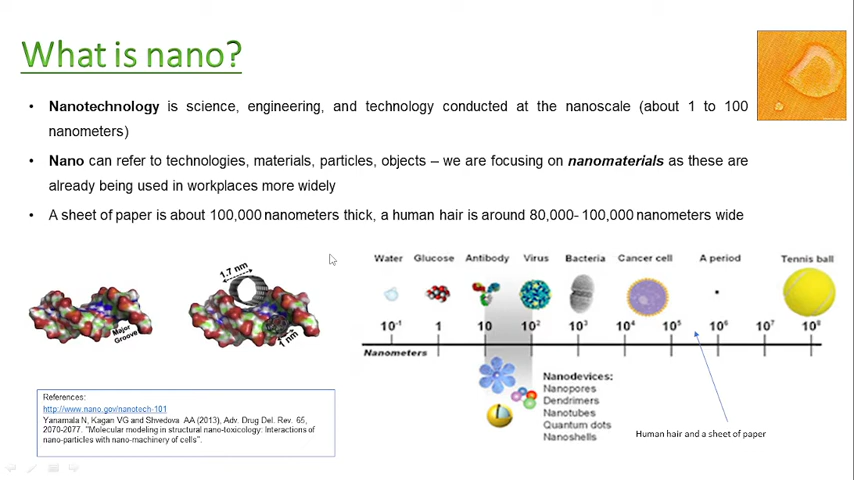 What is nano?
• Nanotechnology is science, engineering, and technology conducted at the nanoscale (about 1 to 100
nanometers)
• Nano can refer to technologies, materials, particles, objects – we are focusing on nanomaterials as these are
already being used in workplaces more widely
• A sheet of paper is about 100,000 nanometers thick, a human hair is around 80,000- 100,000 nanometers wide
Major
Groove
1.7 nm
1 nm
Water Glucose Antibody Virus Bacteria Cancer cell A period Tennis ball
10⁻¹ 1 10 10² 10³ 10⁴ 10⁵ 10⁶ 10⁷ 10⁸
Nanometers
Nanodevices:
Nanopores
Dendrimers
Nanotubes
Quantum dots
Nanoshells
Human hair and a sheet of paper
References:
http://www.nano.gov/nanotech-101
Yanamala N, Kagan VG and Shvedova AA (2013), Adv. Drug Del. Rev. 65,
2070-2077. "Molecular modeling in structural nano-toxicology: Interactions of
nano-particles with nano-machinery of cells".